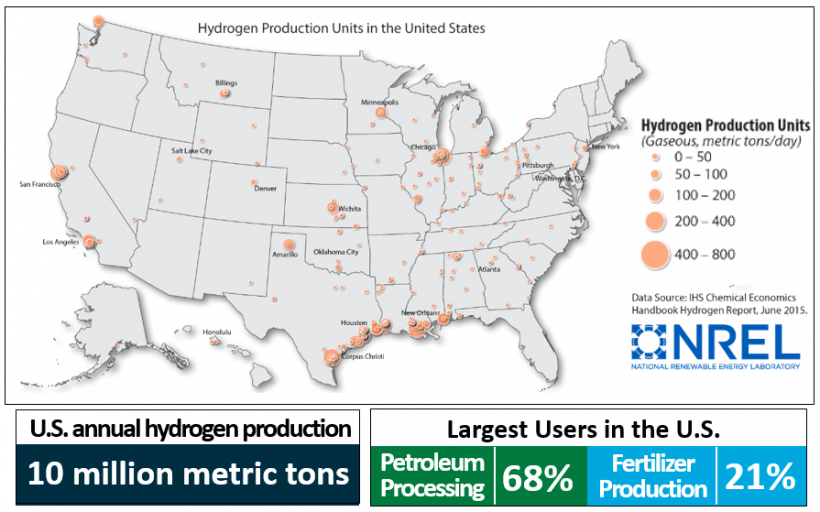 Hydrogen Production Units in the United States
Billings
Minneapolis
Chicago
New York
Salt Lake City
Pittsburgh
Washington, D.C.
San Francisco
Denver
Wichita
Los Angeles
Amarillo
Oklahoma City
Atlanta
New Orleans
Houston
Honolulu
Corpus Christi
Hydrogen Production Units
(Gaseous, metric tons/day)
0 – 50
50 – 100
100 – 200
200 – 400
400 – 800
Data Source: IHS Chemical Economics
Handbook Hydrogen Report, June 2015.
NREL
NATIONAL RENEWABLE ENERGY LABORATORY
U.S. annual hydrogen production
10 million metric tons
Largest Users in the U.S.
Petroleum
Processing
68%
Fertilizer
Production
21%